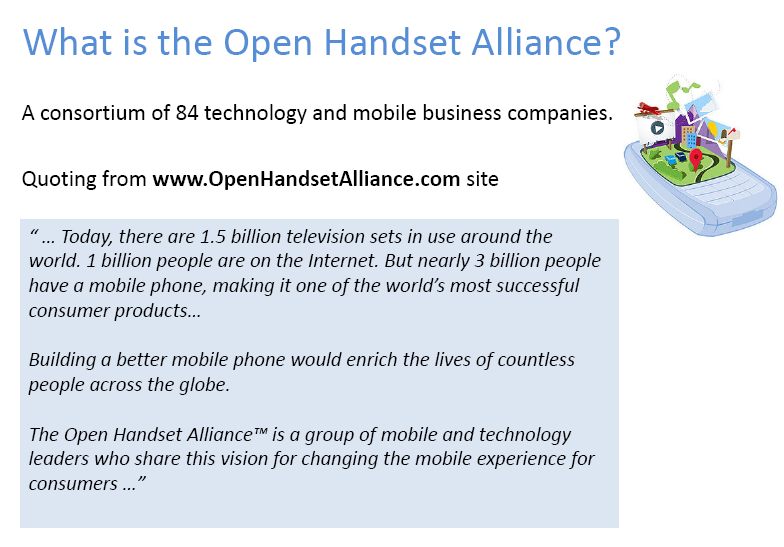 What is the Open Handset Alliance?
A consortium of 84 technology and mobile business companies.
Quoting from www.OpenHandsetAlliance.com site
“ … Today, there are 1.5 billion television sets in use around the
world. 1 billion people are on the Internet. But nearly 3 billion people
have a mobile phone, making it one of the world’s most successful
consumer products…
Building a better mobile phone would enrich the lives of countless
people across the globe.
The Open Handset Alliance™ is a group of mobile and technology
leaders who share this vision for changing the mobile experience for
consumers …”